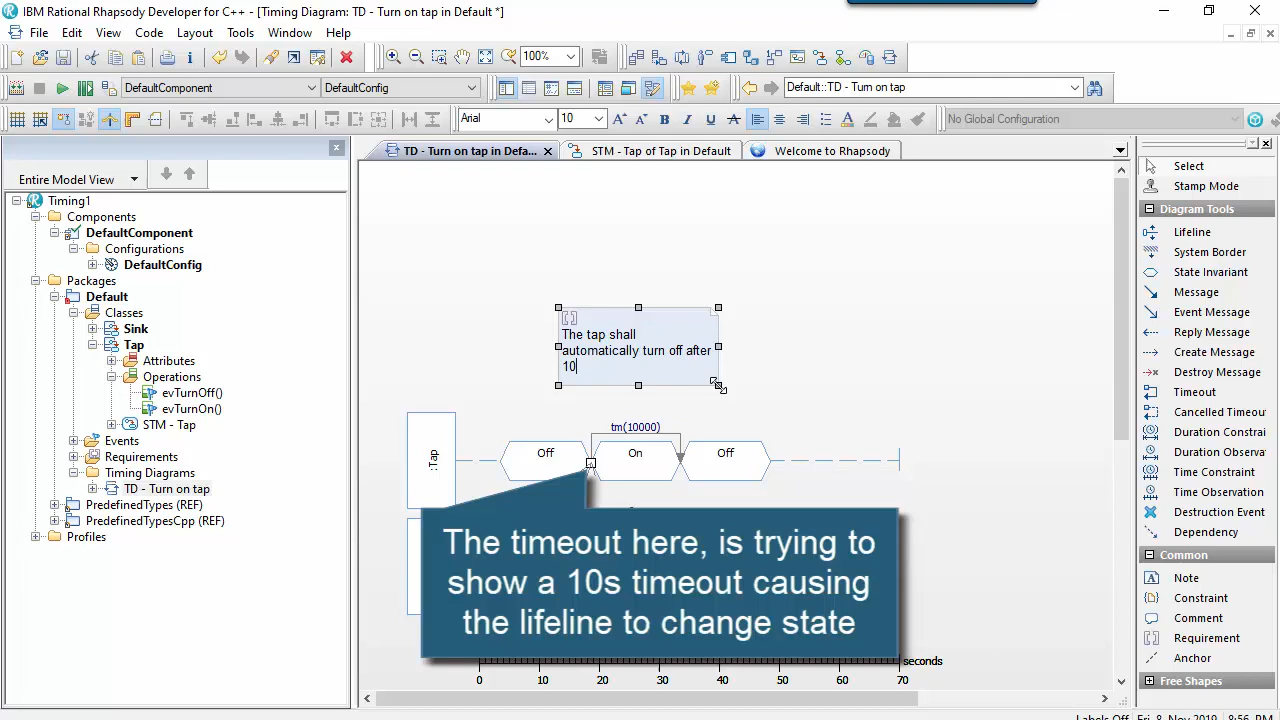 IBM Rational Rhapsody Developer for C++ - [Timing Diagram: TD - Turn on tap in Default *]
File Edit View Code Layout Tools Window Help
100%
DefaultComponent DefaultConfig Default::TD - Turn on tap
Arial 10 No Global Configuration
TD - Turn on tap in Defa... STM - Tap of Tap in Default Welcome to Rhapsody
Entire Model View
Timing1
Components
DefaultComponent
Configurations
DefaultConfig
Packages
Default
Classes
Sink
Tap
Attributes
Operations
evTurnOff()
evTurnOn()
STM - Tap
Events
Requirements
Timing Diagrams
TD - Turn on tap
PredefinedTypes (REF)
PredefinedTypesCpp (REF)
Profiles
The tap shall
automatically turn off after
10
tm(10000)
:Tap
Off On Off
The timeout here, is trying to
show a 10s timeout causing
the lifeline to change state
seconds
0 10 20 30 40 50 60 70
Select
Stamp Mode
Diagram Tools
Lifeline
System Border
State Invariant
Message
Event Message
Reply Message
Create Message
Destroy Message
Timeout
Cancelled Timeou
Duration Constrai
Duration Observa
Time Constraint
Time Observation
Destruction Event
Dependency
Common
Note
Constraint
Comment
Requirement
Anchor
Free Shapes
Labels Off Fri, 8, Nov 2019 8:56 PM